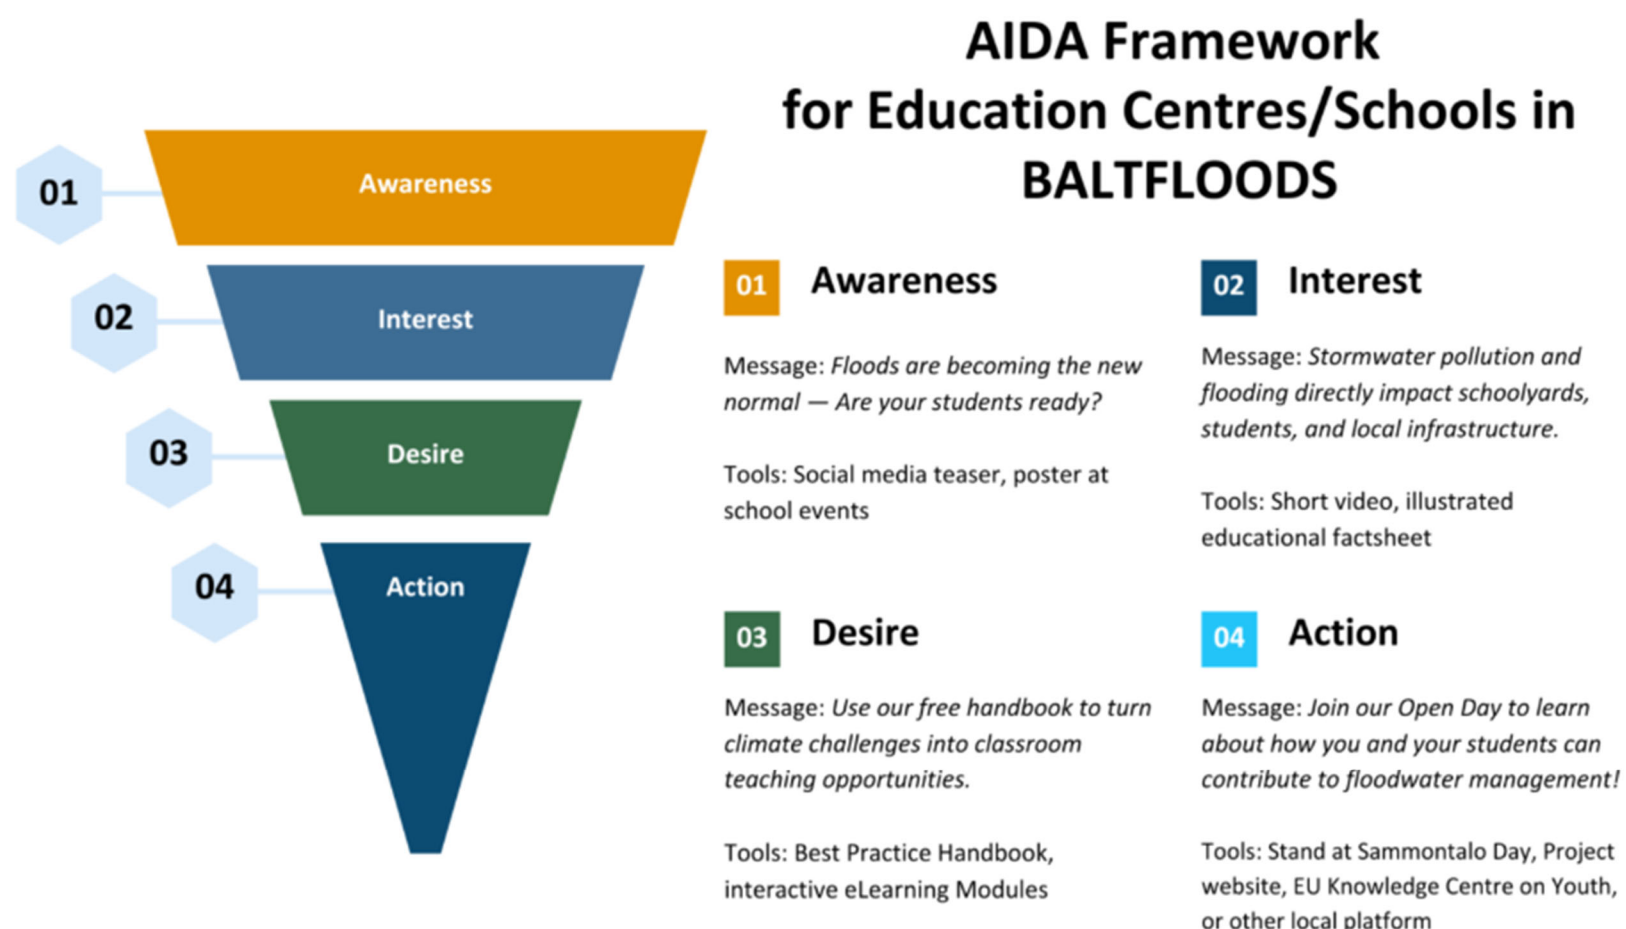 AIDA Framework
for Education Centres/Schools in
BALTFLOODS
01
Awareness
02
Interest
03
Desire
04
Action
01 Awareness
Message: Floods are becoming the new
normal — Are your students ready?
Tools: Social media teaser, poster at
school events
02 Interest
Message: Stormwater pollution and
flooding directly impact schoolyards,
students, and local infrastructure.
Tools: Short video, illustrated
educational factsheet
03 Desire
Message: Use our free handbook to turn
climate challenges into classroom
teaching opportunities.
Tools: Best Practice Handbook,
interactive eLearning Modules
04 Action
Message: Join our Open Day to learn
about how you and your students can
contribute to floodwater management!
Tools: Stand at Sammontalo Day, Project
website, EU Knowledge Centre on Youth,
or other local platform